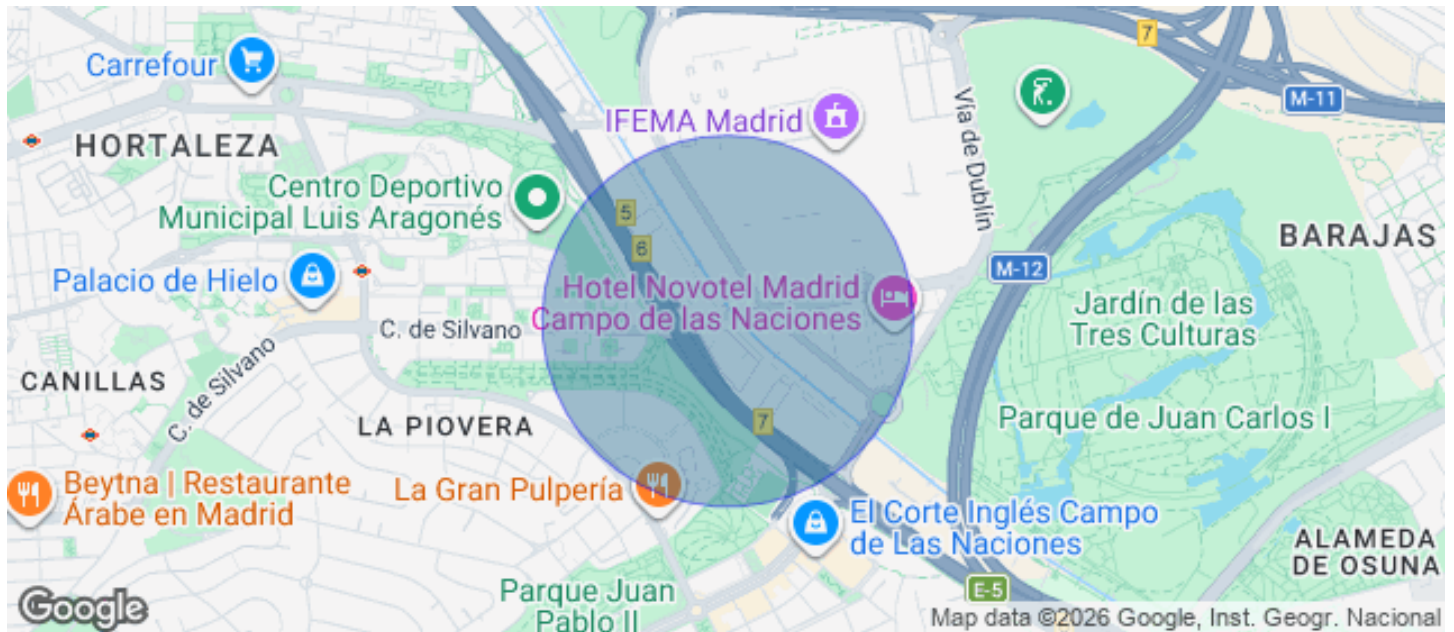 7
Carrefour
M-11
IFEMA Madrid
Vía de Dublín
HORTALEZA
Centro Deportivo
Municipal Luis Aragonés
5
6
BARAJAS
M-12
Palacio de Hielo
Hotel Novotel Madrid
Campo de las Naciones
Jardín de las
Tres Culturas
C. de Silvano
C. de Silvano
CANILLAS
LA PIOVERA
7
Parque de Juan Carlos I
Beytna | Restaurante
Árabe en Madrid
La Gran Pulpería
El Corte Inglés Campo
de Las Naciones
ALAMEDA
DE OSUNA
Parque Juan
Pablo II
E-5
Google
Map data ©2026 Google, Inst. Geogr. Nacional